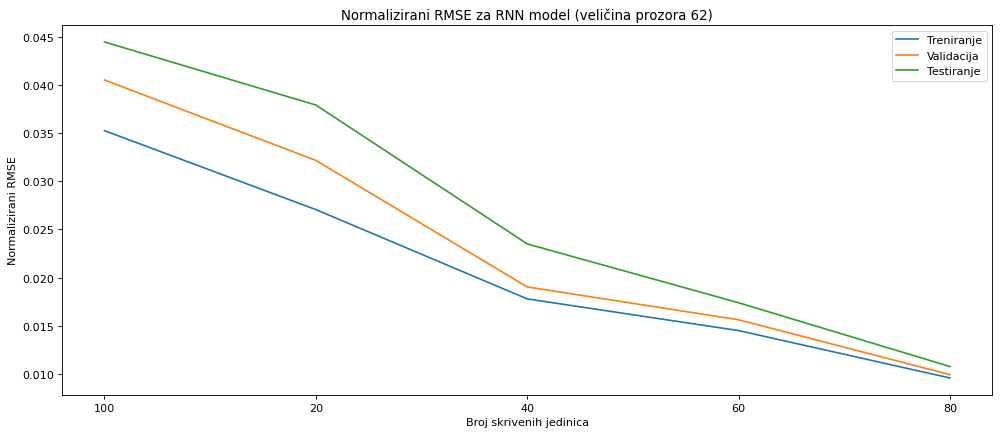 Normalizirani RMSE za RNN model (veličina prozora 62)
Treniranje
Validacija
Testiranje
Normalizirani RMSE
0.045
0.040
0.035
0.030
0.025
0.020
0.015
0.010
100 20 40 60 80
Broj skrivenih jedinica